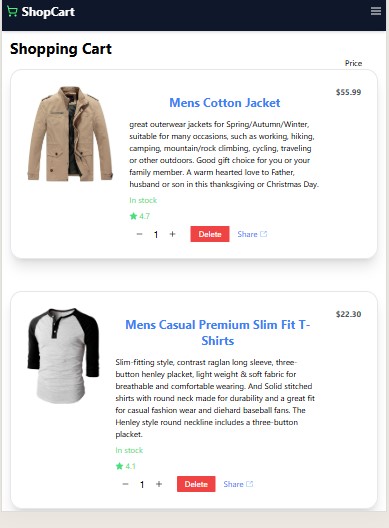 ShopCart
Shopping Cart
Price
Mens Cotton Jacket
$55.99
great outerwear jackets for Spring/Autumn/Winter,
suitable for many occasions, such as working, hiking,
camping, mountain/rock climbing, cycling, traveling
or other outdoors. Good gift choice for you or your
family member. A warm hearted love to Father,
husband or son in this thanksgiving or Christmas Day.
In stock
4.7
− 1 + Delete Share
Mens Casual Premium Slim Fit T-
Shirts
$22.30
Slim-fitting style, contrast raglan long sleeve, three-
button henley placket, light weight & soft fabric for
breathable and comfortable wearing. And Solid stitched
shirts with round neck made for durability and a great fit
for casual fashion wear and diehard baseball fans. The
Henley style round neckline includes a three-button
placket.
In stock
4.1
− 1 + Delete Share